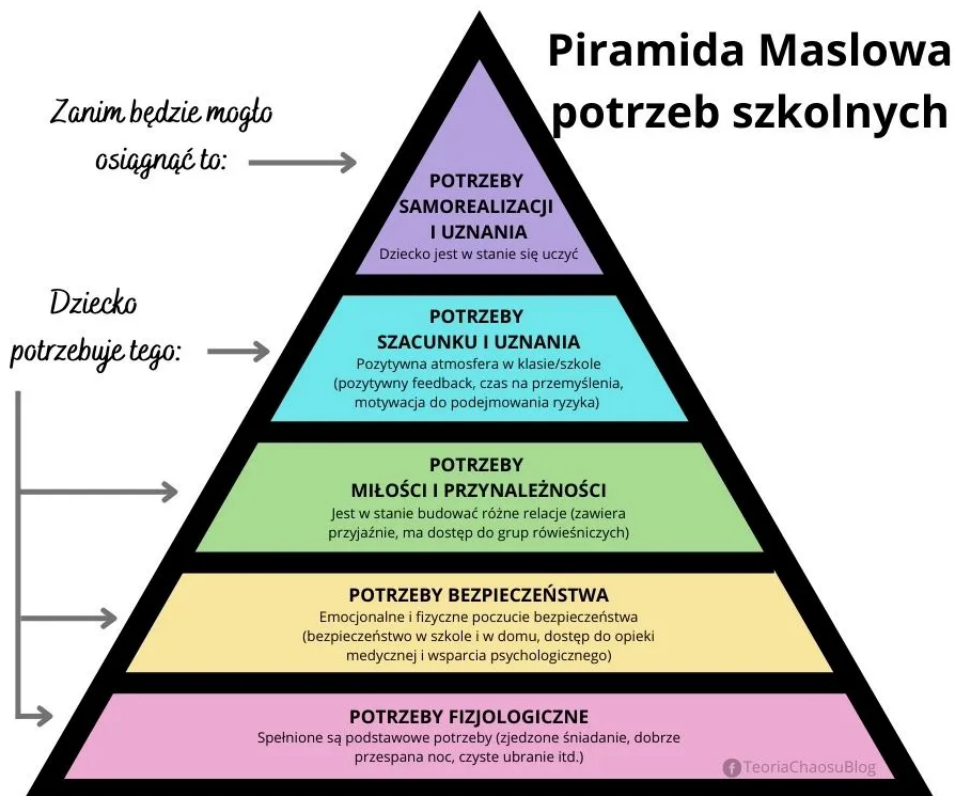 Piramida Maslowa
potrzeb szkolnych
Zanim będzie mogło
osiągnąć to:
POTRZEBY
SAMOREALIZACJI
I UZNANIA
Dziecko jest w stanie się uczyć
Dziecko
potrzebuje tego:
POTRZEBY
SZACUNKU I UZNANIA
Pozytywna atmosfera w klasie/szkole
(pozytywny feedback, czas na przemyślenia,
motywacja do podejmowania ryzyka)
POTRZEBY
MIŁOŚCI I PRZYNALEŻNOŚCI
Jest w stanie budować różne relacje (zawiera
przyjaźnie, ma dostęp do grup rówieśniczych)
POTRZEBY BEZPIECZEŃSTWA
Emocjonalne i fizyczne poczucie bezpieczeństwa
(bezpieczeństwo w szkole i w domu, dostęp do opieki
medycznej i wsparcia psychologicznego)
POTRZEBY FIZJOLOGICZNE
Spełnione są podstawowe potrzeby (zjedzone śniadanie, dobrze
przespana noc, czyste ubranie itd.)
TeoriaChaosuBlog